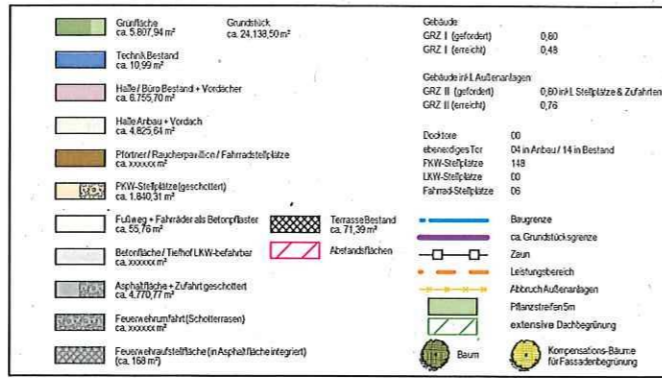 Grünfläche
ca. 5.807,94 m²
Technik Bestand
ca. 10,99 m²
Halle / Büro Bestand + Vordächer
ca. 6.755,70 m²
Halle Anbau + Vordach
ca. 4.825,64 m²
Pförtner / Raucherpavillion / Fahrradstellplätze
ca. xxxxxx m²
PKW-Stellplätze (geschottert)
ca. 1.840,31 m²
Fußweg + Fahrräder als Betonpflaster
ca. 55,76 m²
Betonfläche / Tiefhof LKW-befahrbar
ca. xxxxxx m²
Asphaltfläche + Zufahrt geschottert
ca. 4.770,77 m²
Feuerwehrumfahrt (Schotterrasen)
ca. xxxxxx m²
Feuerwehraufstellfläche (in Asphaltfläche integriert)
(ca. 168 m²)
Grundstück
ca. 24.138,50 m²
Terrasse Bestand
ca. 71,39 m²
Abstandsflächen
Gebäude
GRZ I (gefordert) 0,60
GRZ I (erreicht) 0,48
Gebäude inkl. Außenanlagen
GRZ II (gefordert) 0,80 inkl. Stellplätze & Zufahrten
GRZ II (erreicht) 0,76
Docktore 00
ebenerdiges Tor 04 in Anbau / 14 in Bestand
PKW-Stellplätze 148
LKW-Stellplätze 00
Fahrrad-Stellplätze 06
Baugrenze
ca. Grundstücksgrenze
Zaun
Leistungsbereich
Abbruch Außenanlagen
Pflanzstreifen 5m
extensive Dachbegrünung
Baum
Kompensations-Bäume
für Fassadenbegrünung